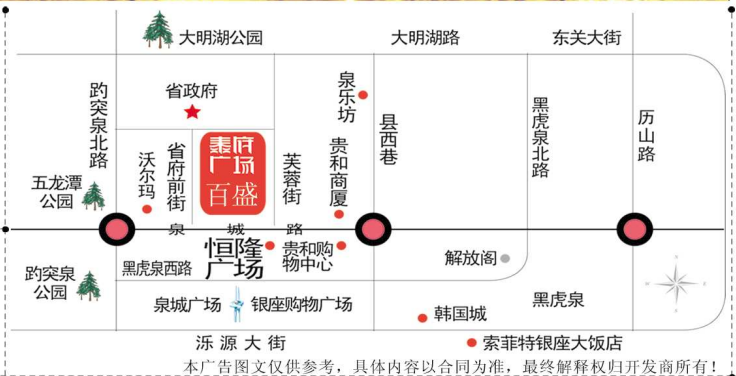 大明湖公园
大明湖路
东关大街
趵突泉北路
省政府
泉乐坊
县西巷
黑虎泉北路
历山路
沃尔玛
省府前街
泰府
广场
百盛
芙蓉街
贵和商厦
五龙潭
公园
泉城路
恒隆
广场
贵和购
物中心
解放阁
黑虎泉西路
趵突泉
公园
泉城广场
银座购物广场
韩国城
黑虎泉
泺源大街
索菲特银座大饭店
本广告图文仅供参考，具体内容以合同为准，最终解释权归开发商所有！